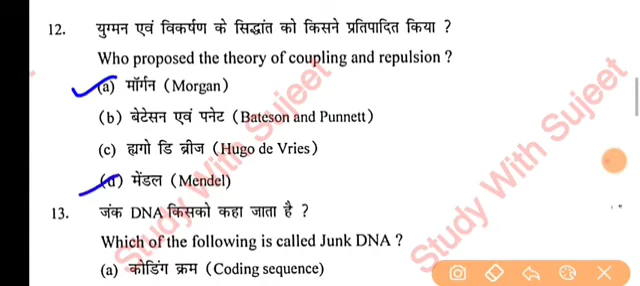 12. युग्मन एवं विकर्षण के सिद्धांत को किसने प्रतिपादित किया ?
Who proposed the theory of coupling and repulsion ?
(a) मॉर्गन (Morgan)
(b) बेटेसन एवं पनेट (Bateson and Punnett)
(c) ह्यगो डि ब्रीज (Hugo de Vries)
(d) मेंडल (Mendel)
13. जंक DNA किसको कहा जाता है ?
Which of the following is called Junk DNA ?
(a) कोडिंग क्रम (Coding sequence)
Study With Sujeet
Study With Sujeet